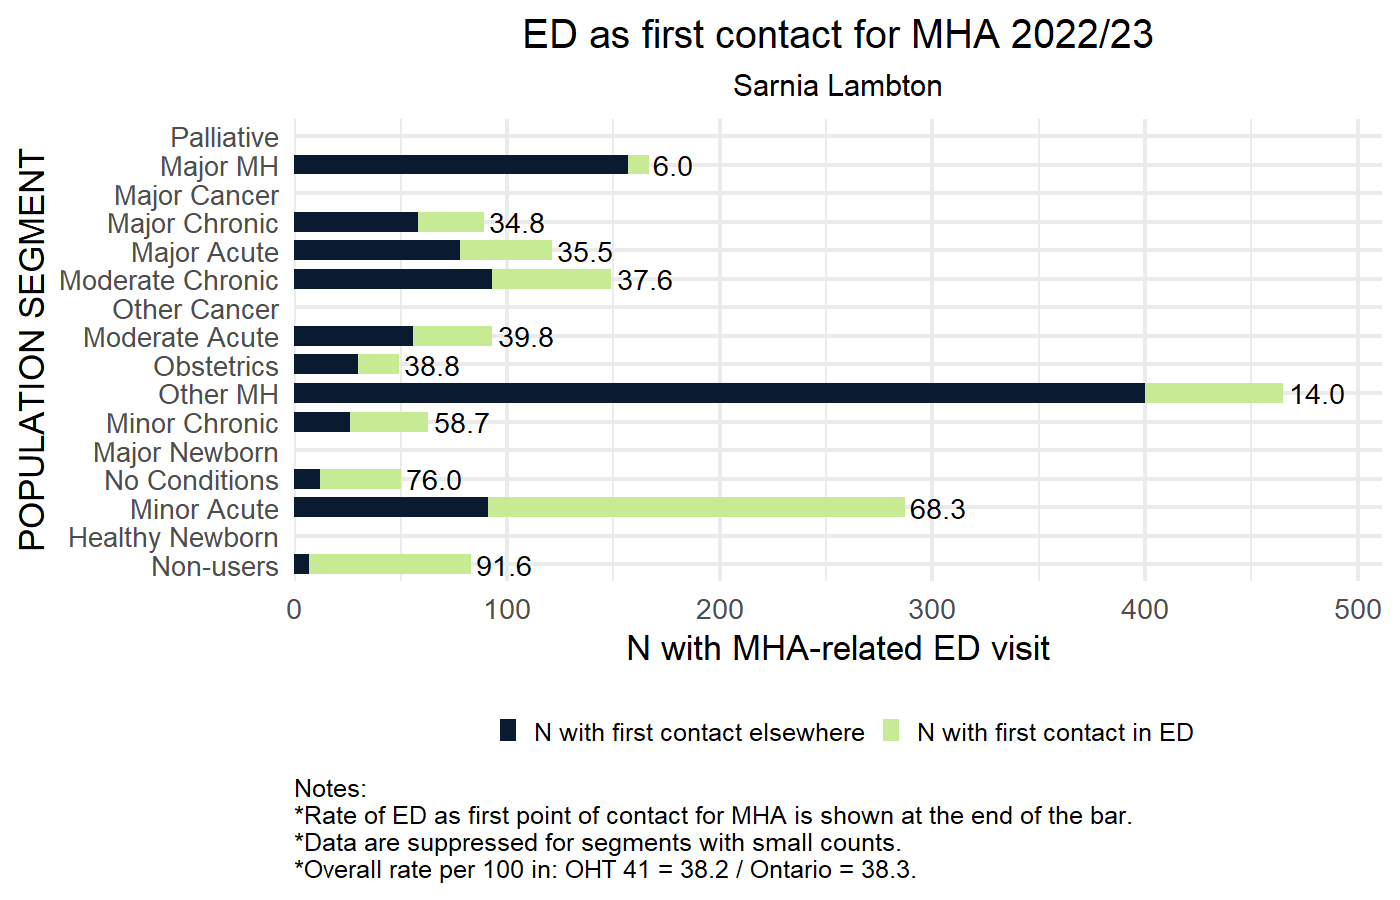 ED as first contact for MHA 2022/23
Sarnia Lambton
POPULATION SEGMENT
Palliative
Major MH 6.0
Major Cancer
Major Chronic 34.8
Major Acute 35.5
Moderate Chronic 37.6
Other Cancer
Moderate Acute 39.8
Obstetrics 38.8
Other MH 14.0
Minor Chronic 58.7
Major Newborn
No Conditions 76.0
Minor Acute 68.3
Healthy Newborn
Non-users 91.6
0 100 200 300 400 500
N with MHA-related ED visit
N with first contact elsewhere N with first contact in ED
Notes:
*Rate of ED as first point of contact for MHA is shown at the end of the bar.
*Data are suppressed for segments with small counts.
*Overall rate per 100 in: OHT 41 = 38.2 / Ontario = 38.3.